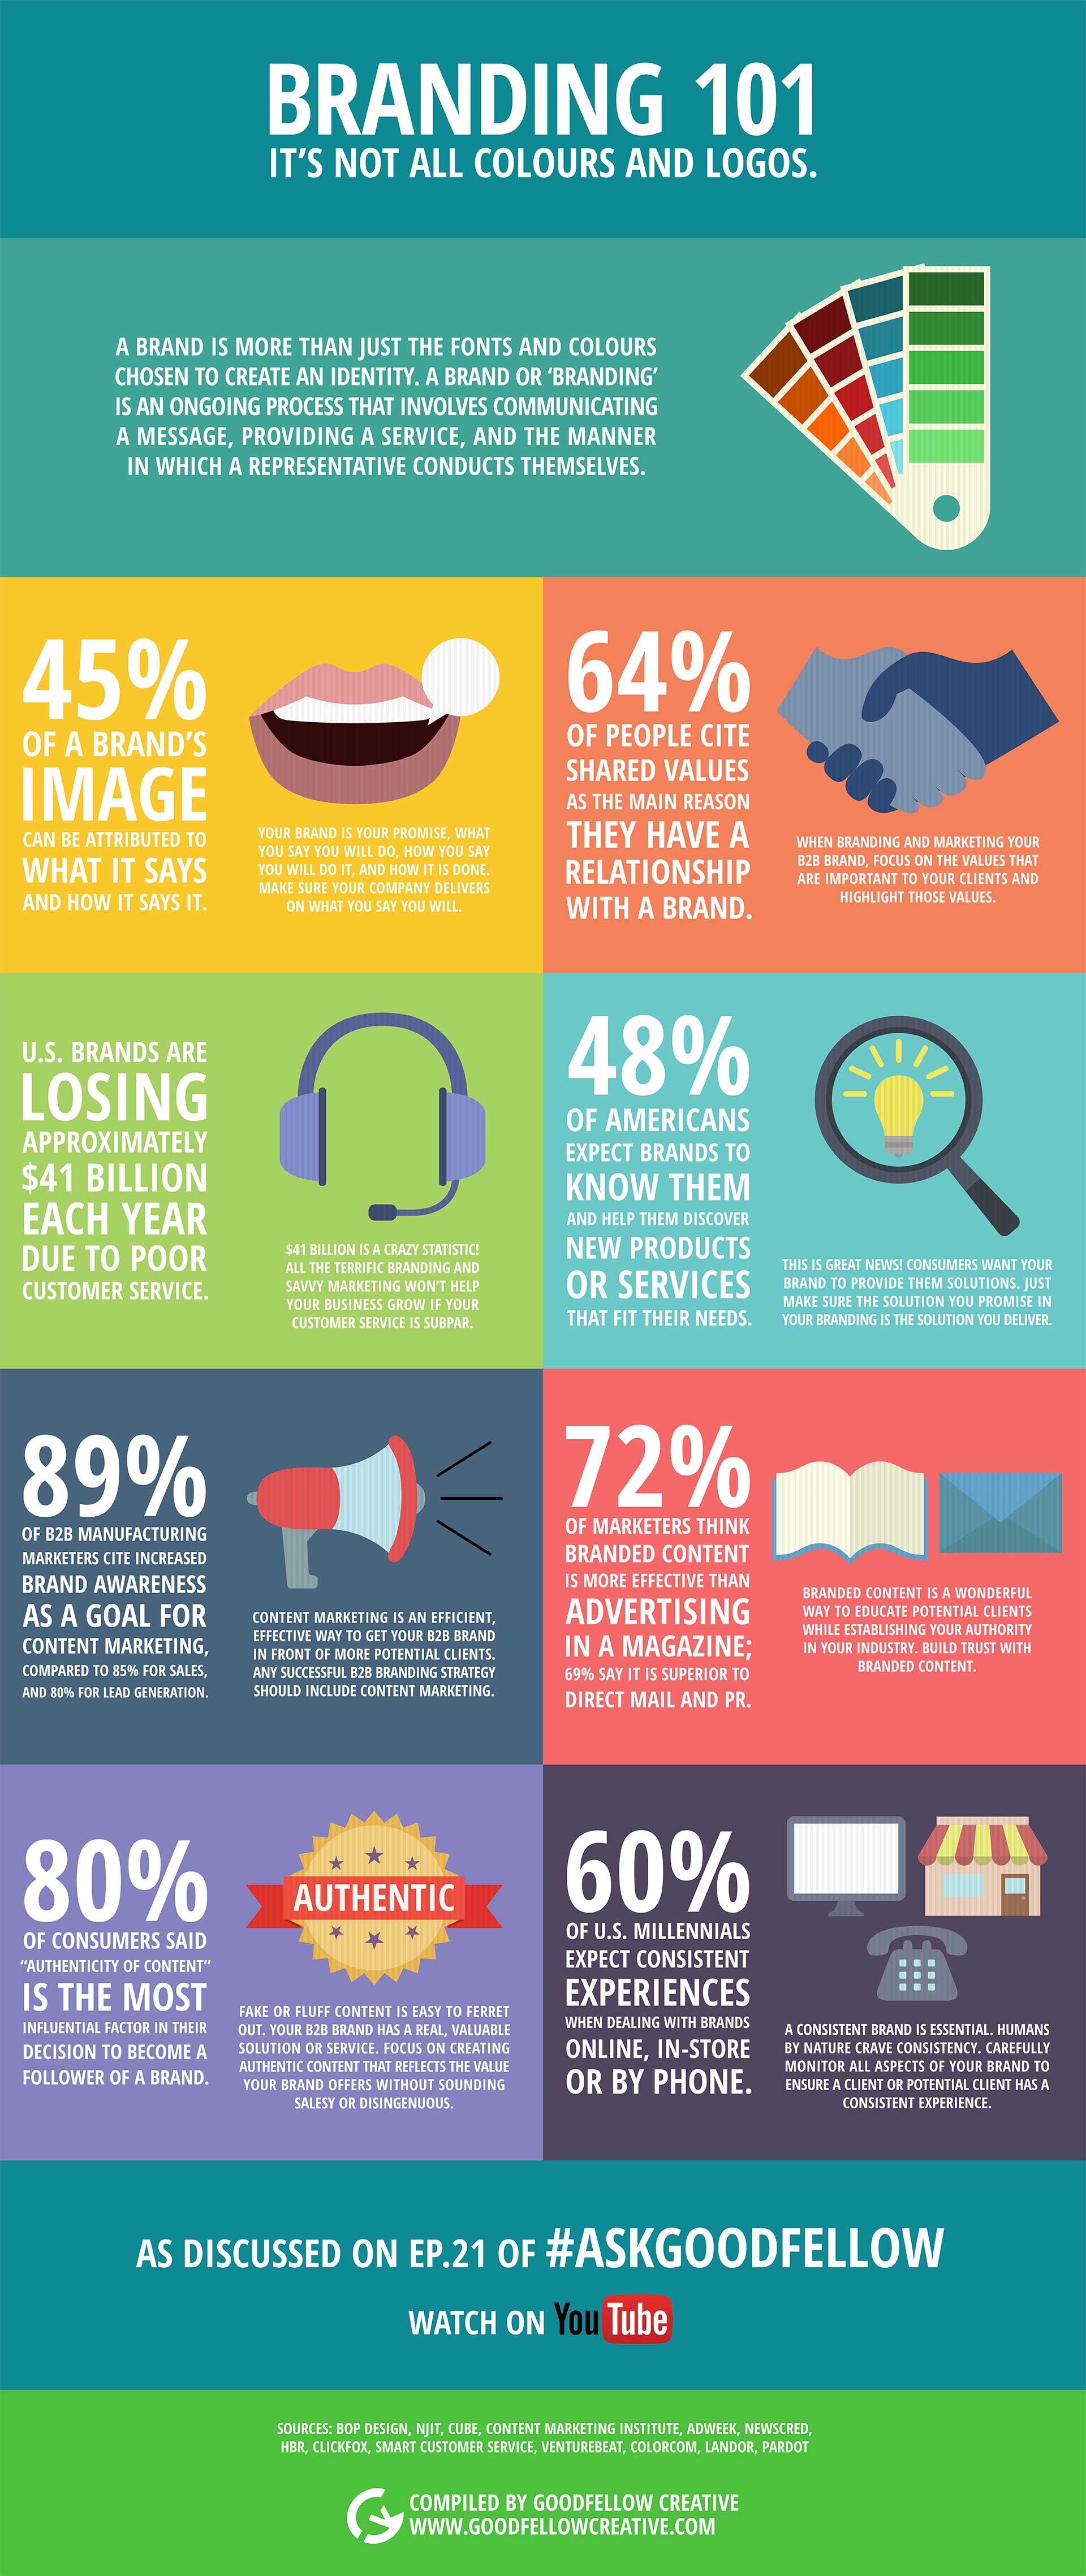 BRANDING 101
IT'S NOT ALL COLOURS AND LOGOS.
A BRAND IS MORE THAN JUST THE FONTS AND COLOURS
CHOSEN TO CREATE AN IDENTITY. A BRAND OR ‘BRANDING’
IS AN ONGOING PROCESS THAT INVOLVES COMMUNICATING
A MESSAGE, PROVIDING A SERVICE, AND THE MANNER
IN WHICH A REPRESENTATIVE CONDUCTS THEMSELVES.
45%
OF A BRAND'S
IMAGE
CAN BE ATTRIBUTED TO
WHAT IT SAYS
AND HOW IT SAYS IT.
YOUR BRAND IS YOUR PROMISE, WHAT
YOU SAY YOU WILL DO, HOW YOU SAY
YOU WILL DO IT, AND HOW IT IS DONE.
MAKE SURE YOUR COMPANY DELIVERS
ON WHAT YOU SAY YOU WILL.
64%
OF PEOPLE CITE
SHARED VALUES
AS THE MAIN REASON
THEY HAVE A
RELATIONSHIP
WITH A BRAND.
WHEN BRANDING AND MARKETING YOUR
B2B BRAND, FOCUS ON THE VALUES THAT
ARE IMPORTANT TO YOUR CLIENTS AND
HIGHLIGHT THOSE VALUES.
U.S. BRANDS ARE
LOSING
APPROXIMATELY
$41 BILLION
EACH YEAR
DUE TO POOR
CUSTOMER SERVICE.
$41 BILLION IS A CRAZY STATISTIC!
ALL THE TERRIFIC BRANDING AND
SAVVY MARKETING WON'T HELP
YOUR BUSINESS GROW IF YOUR
CUSTOMER SERVICE IS SUBPAR.
48%
OF AMERICANS
EXPECT BRANDS TO
KNOW THEM
AND HELP THEM DISCOVER
NEW PRODUCTS
OR SERVICES
THAT FIT THEIR NEEDS.
THIS IS GREAT NEWS! CONSUMERS WANT YOUR
BRAND TO PROVIDE THEM SOLUTIONS. JUST
MAKE SURE THE SOLUTION YOU PROMISE IN
YOUR BRANDING IS THE SOLUTION YOU DELIVER.
89%
OF B2B MANUFACTURING
MARKETERS CITE INCREASED
BRAND AWARENESS
AS A GOAL FOR
CONTENT MARKETING,
COMPARED TO 85% FOR SALES,
AND 80% FOR LEAD GENERATION.
CONTENT MARKETING IS AN EFFICIENT,
EFFECTIVE WAY TO GET YOUR B2B BRAND
IN FRONT OF MORE POTENTIAL CLIENTS.
ANY SUCCESSFUL B2B BRANDING STRATEGY
SHOULD INCLUDE CONTENT MARKETING.
72%
OF MARKETERS THINK
BRANDED CONTENT
IS MORE EFFECTIVE THAN
ADVERTISING
IN A MAGAZINE;
69% SAY IT IS SUPERIOR TO
DIRECT MAIL AND PR.
BRANDED CONTENT IS A WONDERFUL
WAY TO EDUCATE POTENTIAL CLIENTS
WHILE ESTABLISHING YOUR AUTHORITY
IN YOUR INDUSTRY. BUILD TRUST WITH
BRANDED CONTENT.
80%
OF CONSUMERS SAID
“AUTHENTICITY OF CONTENT”
IS THE MOST
INFLUENTIAL FACTOR IN THEIR
DECISION TO BECOME A
FOLLOWER OF A BRAND.
AUTHENTIC
FAKE OR FLUFF CONTENT IS EASY TO FERRET
OUT. YOUR B2B BRAND HAS A REAL, VALUABLE
SOLUTION OR SERVICE. FOCUS ON CREATING
AUTHENTIC CONTENT THAT REFLECTS THE VALUE
YOUR BRAND OFFERS WITHOUT SOUNDING
SALESY OR DISINGENUOUS.
60%
OF U.S. MILLENNIALS
EXPECT CONSISTENT
EXPERIENCES
WHEN DEALING WITH BRANDS
ONLINE, IN-STORE
OR BY PHONE.
A CONSISTENT BRAND IS ESSENTIAL. HUMANS
BY NATURE CRAVE CONSISTENCY. CAREFULLY
MONITOR ALL ASPECTS OF YOUR BRAND TO
ENSURE A CLIENT OR POTENTIAL CLIENT HAS A
CONSISTENT EXPERIENCE.
AS DISCUSSED ON EP.21 OF #ASKGOODFELLOW
WATCH ON YouTube
SOURCES: BOP DESIGN, NJIT, CUBE, CONTENT MARKETING INSTITUTE, ADWEEK, NEWSCRED,
HBR, CLICKFOX, SMART CUSTOMER SERVICE, VENTUREBEAT, COLORCOM, LANDOR, PARDOT
COMPILED BY GOODFELLOW CREATIVE
WWW.GOODFELLOWCREATIVE.COM